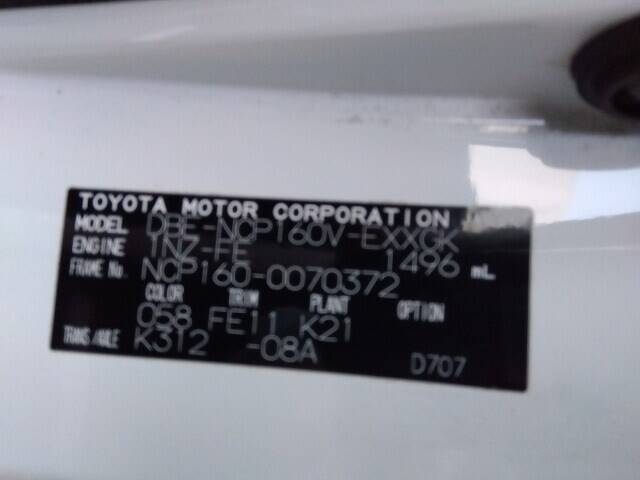 TOYOTA MOTOR CORPORATION
MODEL DBE-NCP160V-EXXGK
ENGINE 1NZ-FE 1496 mL
FRAME No. NCP160-0070372
COLOR TRIM PLANT OPTION
058 FE11 K21
TRANS/AXLE K312 -08A D707